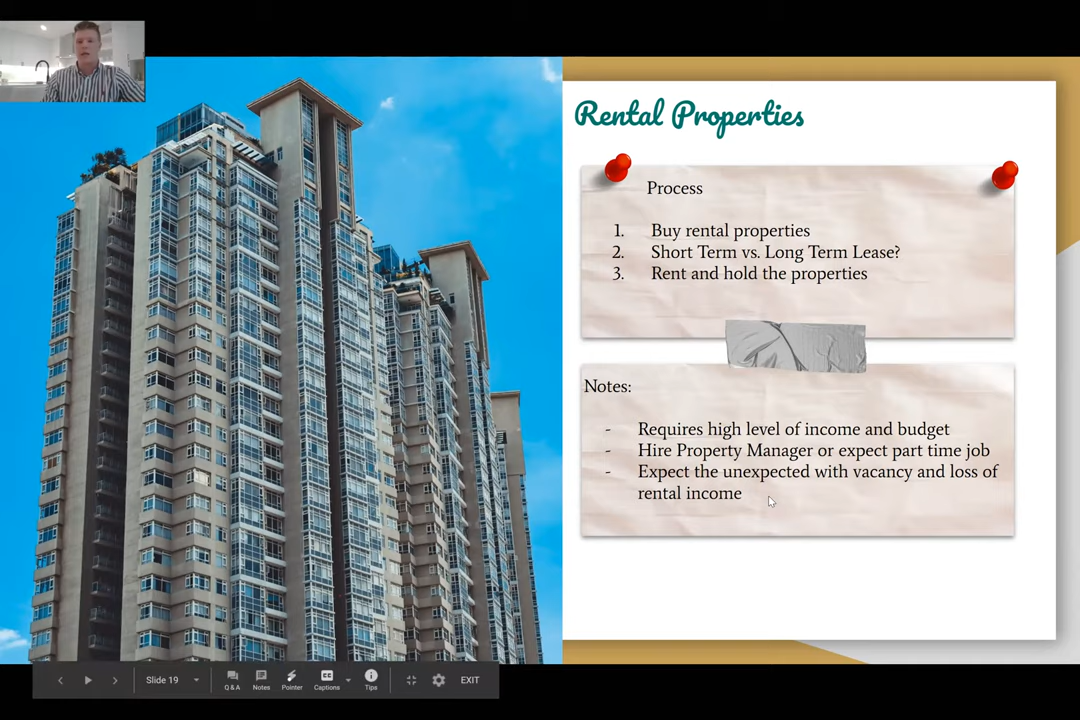 Rental Properties
Process
1. Buy rental properties
2. Short Term vs. Long Term Lease?
3. Rent and hold the properties
Notes:
- Requires high level of income and budget
- Hire Property Manager or expect part time job
- Expect the unexpected with vacancy and loss of
rental income
Slide 19
Q & A
Notes
Pointer
Captions
Tips
EXIT